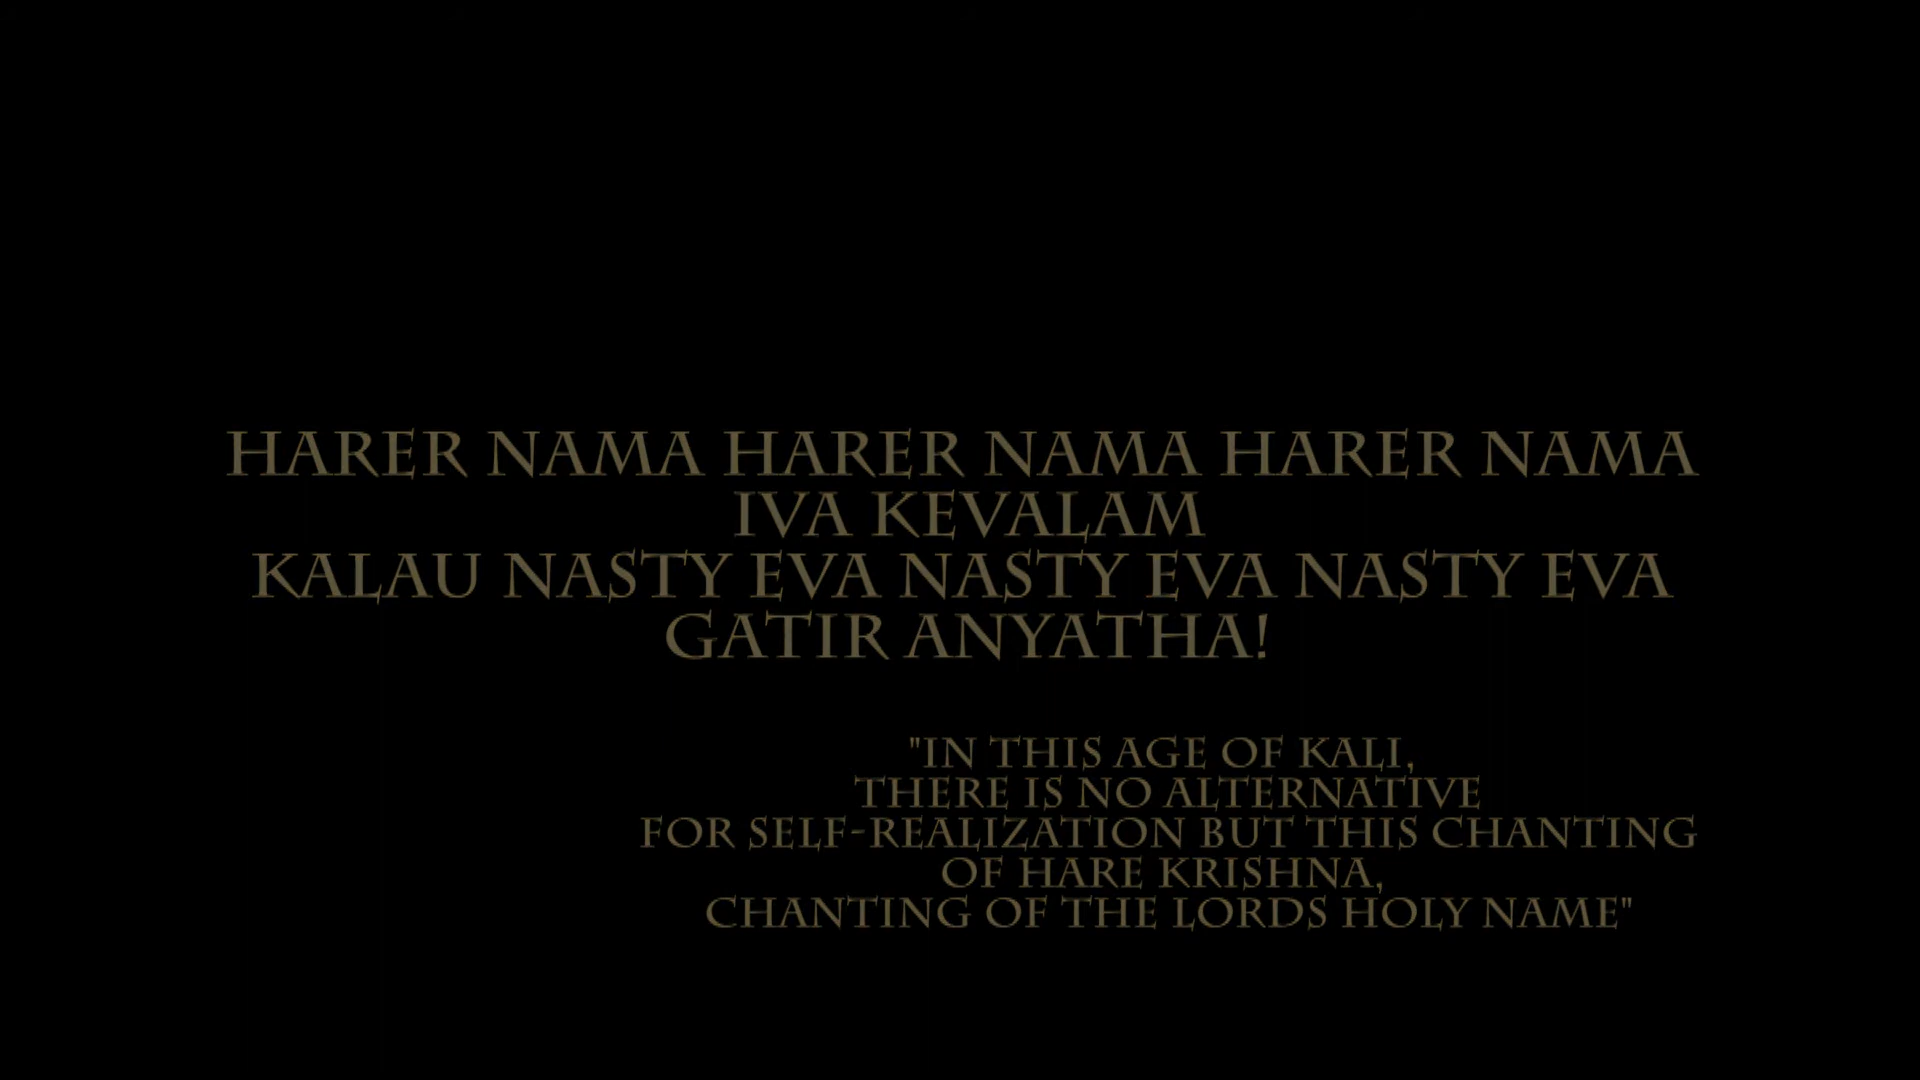 HARER NAMA HARER NAMA HARER NAMA
IVA KEVALAM
KALAU NASTY EVA NASTY EVA NASTY EVA
GATIR ANYATHA!
"IN THIS AGE OF KALI,
THERE IS NO ALTERNATIVE
FOR SELF-REALIZATION BUT THIS CHANTING
OF HARE KRISHNA,
CHANTING OF THE LORDS HOLY NAME"